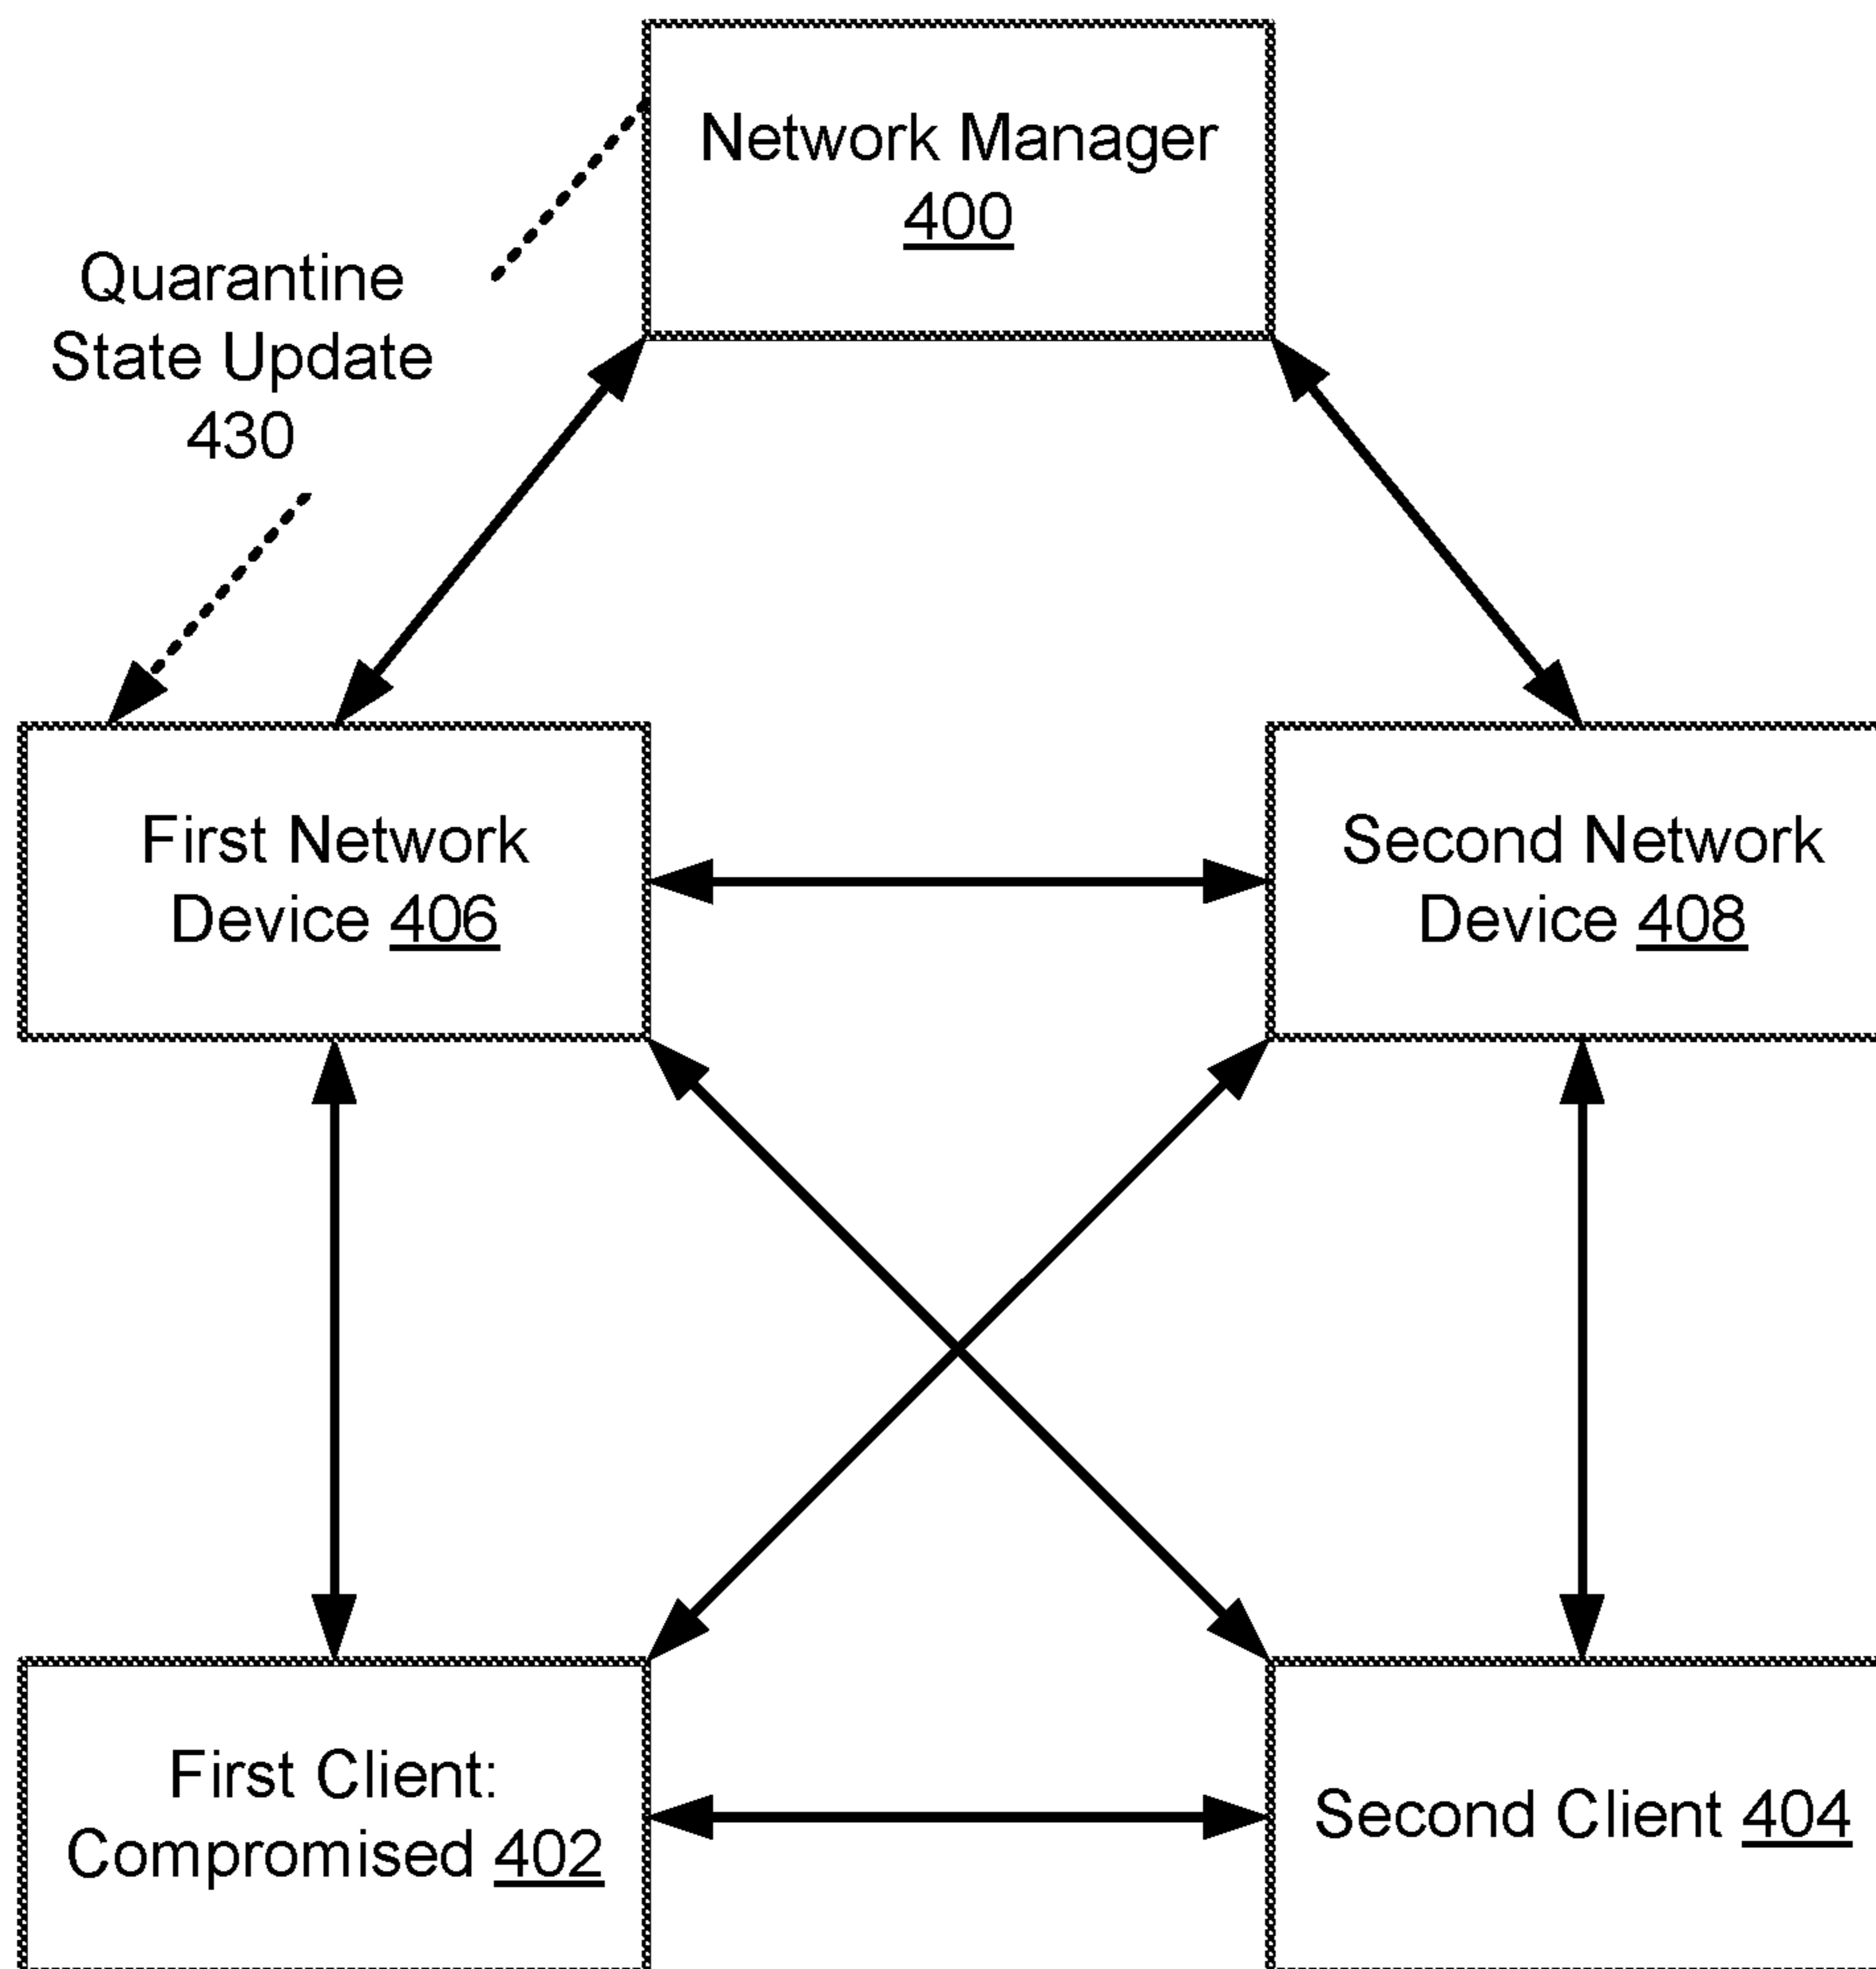 Network Manager
400
Quarantine
State Update
430
First Network
Device 406
Second Network
Device 408
First Client:
Compromised 402
Second Client 404